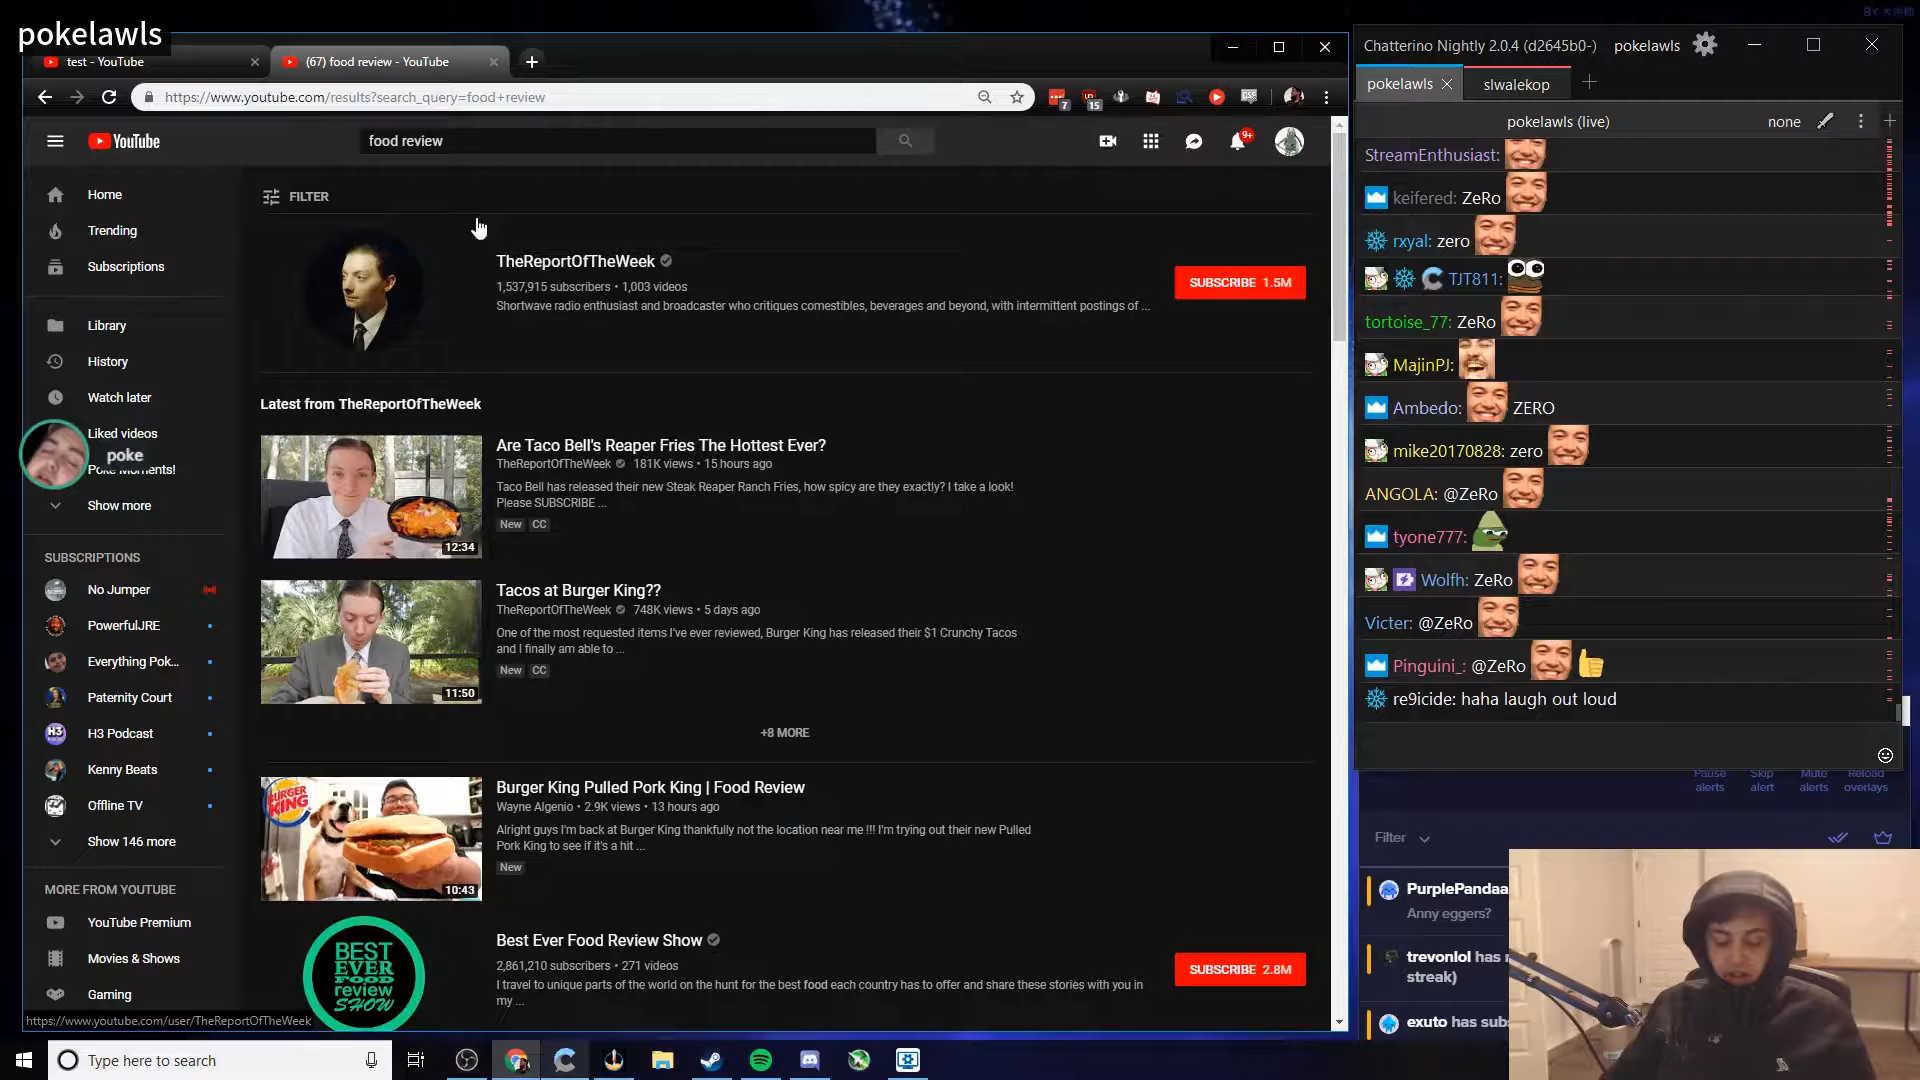 pokelawls
test - YouTube
(67) food review - YouTube
https://www.youtube.com/results?search_query=food+review
7
15
YouTube
food review
9+
Home
Trending
Subscriptions
Library
History
Watch later
Liked videos
poke
Poke Moments!
Show more
SUBSCRIPTIONS
No Jumper
PowerfulJRE
Everything Pok...
Paternity Court
H3 Podcast
Kenny Beats
Offline TV
Show 146 more
MORE FROM YOUTUBE
YouTube Premium
Movies & Shows
Gaming
https://www.youtube.com/user/TheReportOfTheWeek
FILTER
TheReportOfTheWeek
1,537,915 subscribers • 1,003 videos
Shortwave radio enthusiast and broadcaster who critiques comestibles, beverages and beyond, with intermittent postings of ...
SUBSCRIBE 1.5M
Latest from TheReportOfTheWeek
12:34
Are Taco Bell's Reaper Fries The Hottest Ever?
TheReportOfTheWeek 181K views • 15 hours ago
Taco Bell has released their new Steak Reaper Ranch Fries, how spicy are they exactly? I take a look!
Please SUBSCRIBE ...
New CC
11:50
Tacos at Burger King??
TheReportOfTheWeek 748K views • 5 days ago
One of the most requested items I've ever reviewed, Burger King has released their $1 Crunchy Tacos
and I finally am able to ...
New CC
+8 MORE
BURGER
KING
10:43
Burger King Pulled Pork King | Food Review
Wayne Algenio • 2.9K views • 13 hours ago
Alright guys I'm back at Burger King thankfully not the location near me !!! I'm trying out their new Pulled
Pork King to see if it's a hit ...
New
BEST
EVER
FOOD
review
SHOW
Best Ever Food Review Show
2,861,210 subscribers • 271 videos
I travel to unique parts of the world on the hunt for the best food each country has to offer and share these stories with you in
my ...
SUBSCRIBE 2.8M
Chatterino Nightly 2.0.4 (d2645b0-) pokelawls
pokelawls
slwalekop
pokelawls (live)
none
StreamEnthusiast:
keifered: ZeRo
rxyal: zero
TJT811:
tortoise_77: ZeRo
MajinPJ:
Ambedo: ZERO
mike20170828: zero
ANGOLA: @ZeRo
tyone777:
Wolfh: ZeRo
Victer: @ZeRo
Pinguini_: @ZeRo
re9icide: haha laugh out loud
Pause
alerts
Skip
alert
Mute
alerts
Reload
overlays
Filter
PurplePandaa
Anny eggers?
trevonlol has
streak)
exuto has subs
Type here to search